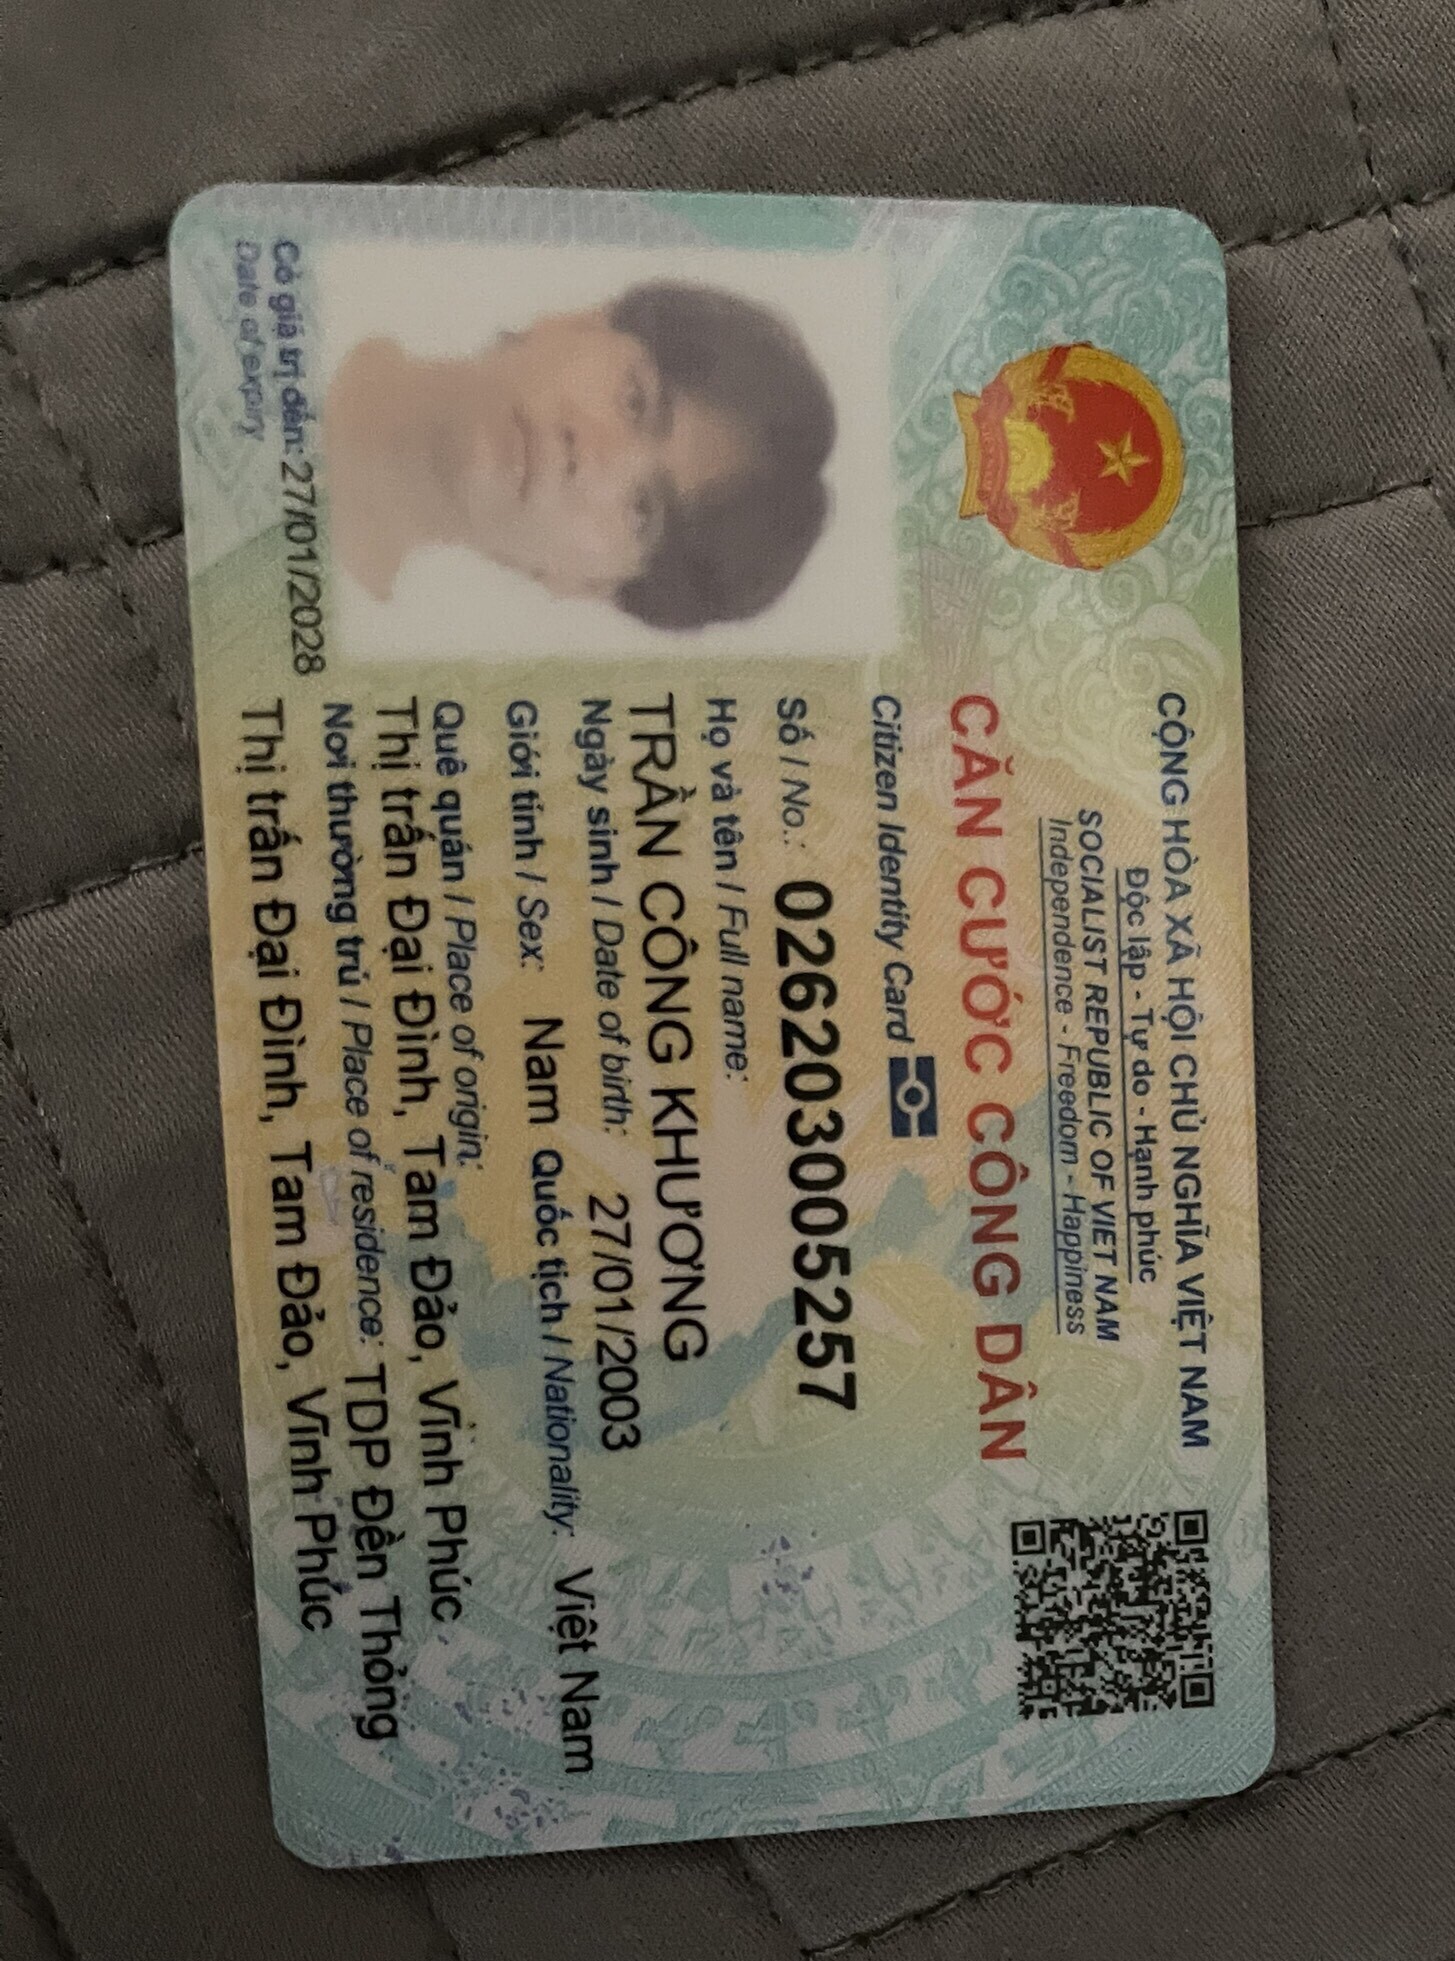 CỘNG HÒA XÃ HỘI CHỦ NGHĨA VIỆT NAM
Độc lập - Tự do - Hạnh phúc
SOCIALIST REPUBLIC OF VIET NAM
Independence - Freedom - Happiness
CĂN CƯỚC CÔNG DÂN
Citizen Identity Card
Số / No.: 026203005257
Họ và tên / Full name:
TRẦN CÔNG KHƯƠNG
Ngày sinh / Date of birth: 27/01/2003
Giới tính / Sex: Nam Quốc tịch / Nationality: Việt Nam
Quê quán / Place of origin:
Thị trấn Đại Đình, Tam Đảo, Vĩnh Phúc
Nơi thường trú / Place of residence: TDP Đền Thỏng
Thị trấn Đại Đình, Tam Đảo, Vĩnh Phúc
Có giá trị đến: 27/01/2028
Date of expiry